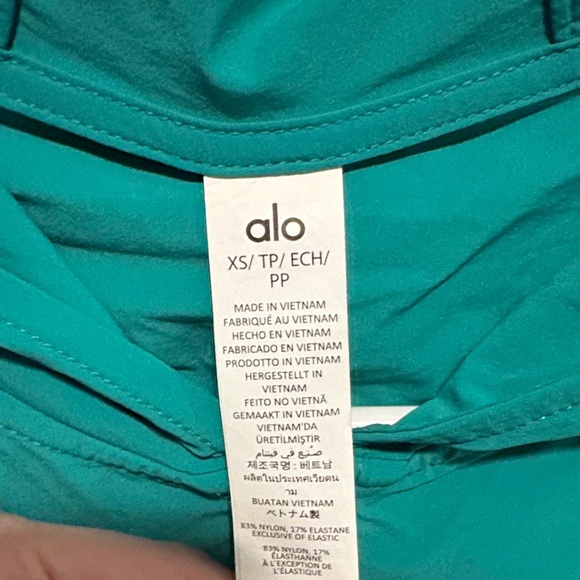 alo
XS/ TP/ ECH/
PP
MADE IN VIETNAM
FABRIQUÉ AU VIETNAM
HECHO EN VIETNAM
FABRICADO EN VIETNAM
PRODOTTO IN VIETNAM
HERGESTELLT IN
VIETNAM
FEITO NO VIETNÃ
GEMAAKT IN VIETNAM
VIETNAM'DA
ÜRETİLMİŞTİR
صُنع في فيتنام
제조국명 : 베트남
ผลิตในประเทศเวียดน
าม
BUATAN VIETNAM
ベトナム製
83% NYLON, 17% ELASTANE
EXCLUSIVE OF ELASTIC
83% NYLON, 17%
ÉLASTHANNE
À L'EXCEPTION DE
L'ÉLASTIQUE